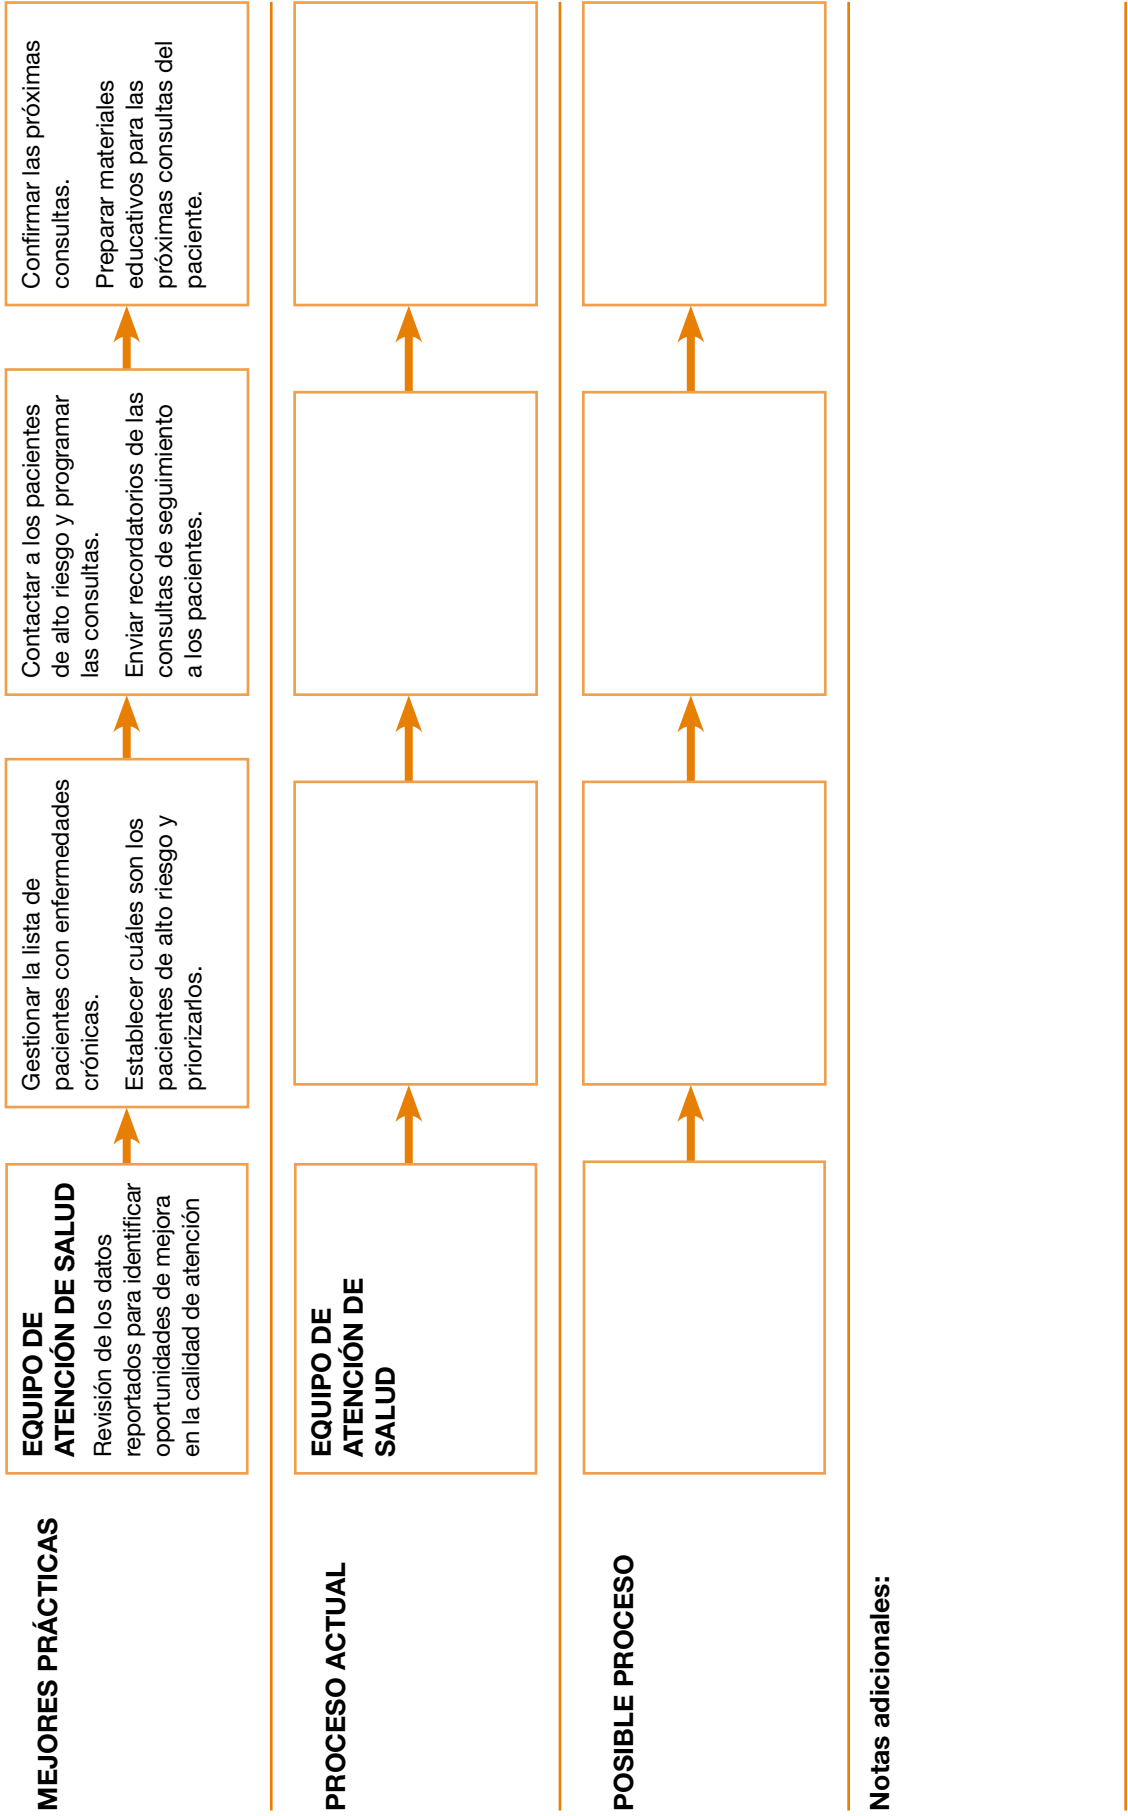 MEJORES PRÁCTICAS
EQUIPO DE
ATENCIÓN DE SALUD
Revisión de los datos
reportados para identificar
oportunidades de mejora
en la calidad de atención
Gestionar la lista de
pacientes con enfermedades
crónicas.
Establecer cuáles son los
pacientes de alto riesgo y
priorizarlos.
Contactar a los pacientes
de alto riesgo y programar
las consultas.
Enviar recordatorios de las
consultas de seguimiento
a los pacientes.
Confirmar las próximas
consultas.
Preparar materiales
educativos para las
próximas consultas del
paciente.
PROCESO ACTUAL
EQUIPO DE
ATENCIÓN DE
SALUD
POSIBLE PROCESO
Notas adicionales: